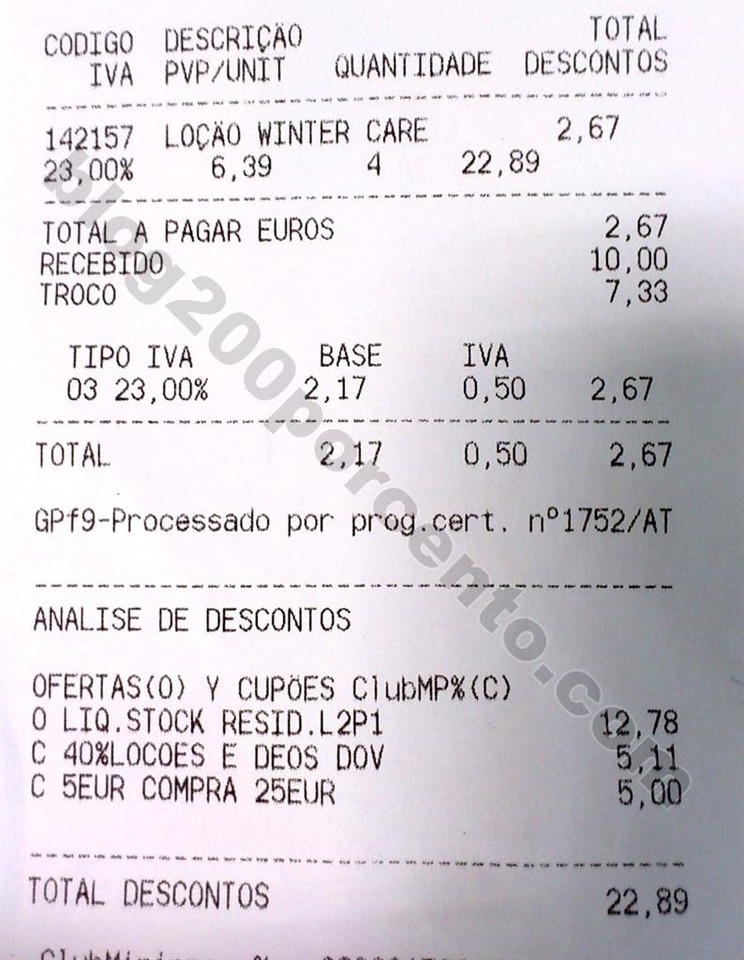 CODIGO DESCRIÇÃO TOTAL
IVA PVP/UNIT QUANTIDADE DESCONTOS
142157 LOÇÃO WINTER CARE 2,67
23,00% 6,39 4 22,89
TOTAL A PAGAR EUROS 2,67
RECEBIDO 10,00
TROCO 7,33
TIPO IVA BASE IVA
03 23,00% 2,17 0,50 2,67
TOTAL 2,17 0,50 2,67
GPf9-Processado por prog.cert. nº1752/AT
ANALISE DE DESCONTOS
OFERTAS(O) Y CUPÕES ClubMP%(C)
O LIQ.STOCK RESID.L2P1 12,78
C 40%LOCOES E DEOS DOV 5,11
C 5EUR COMPRA 25EUR 5,00
TOTAL DESCONTOS 22,89
blog200porcento.com